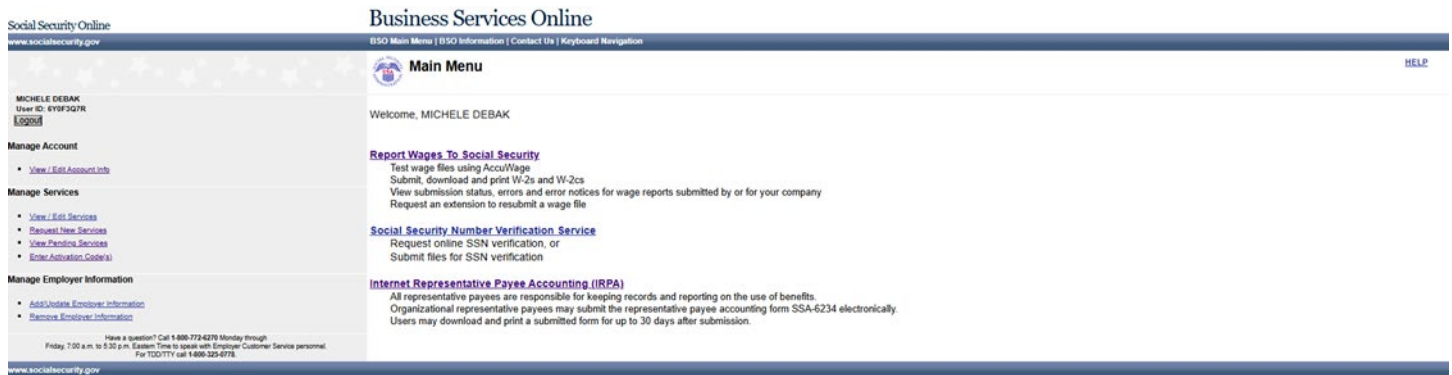 Social Security Online
Business Services Online
www.socialsecurity.gov
BSO Main Menu | BSO Information | Contact Us | Keyboard Navigation
Main Menu
HELP
MICHELE DEBAK
User ID: 6Y0F3Q7R
Logout
Manage Account
View / Edit Account Info
Manage Services
View / Edit Services
Request New Services
View Pending Services
Enter Activation Code(s)
Manage Employer Information
Add/Update Employer Information
Remove Employer Information
Have a question? Call 1-800-772-6270 Monday through
Friday, 7:00 a.m. to 5:30 p.m. Eastern Time to speak with Employer Customer Service personnel.
For TDD/TTY call 1-800-325-0778.
Welcome, MICHELE DEBAK
Report Wages To Social Security
Test wage files using AccuWage
Submit, download and print W-2s and W-2cs
View submission status, errors and error notices for wage reports submitted by or for your company
Request an extension to resubmit a wage file
Social Security Number Verification Service
Request online SSN verification, or
Submit files for SSN verification
Internet Representative Payee Accounting (IRPA)
All representative payees are responsible for keeping records and reporting on the use of benefits.
Organizational representative payees may submit the representative payee accounting form SSA-6234 electronically.
Users may download and print a submitted form for up to 30 days after submission.
www.socialsecurity.gov